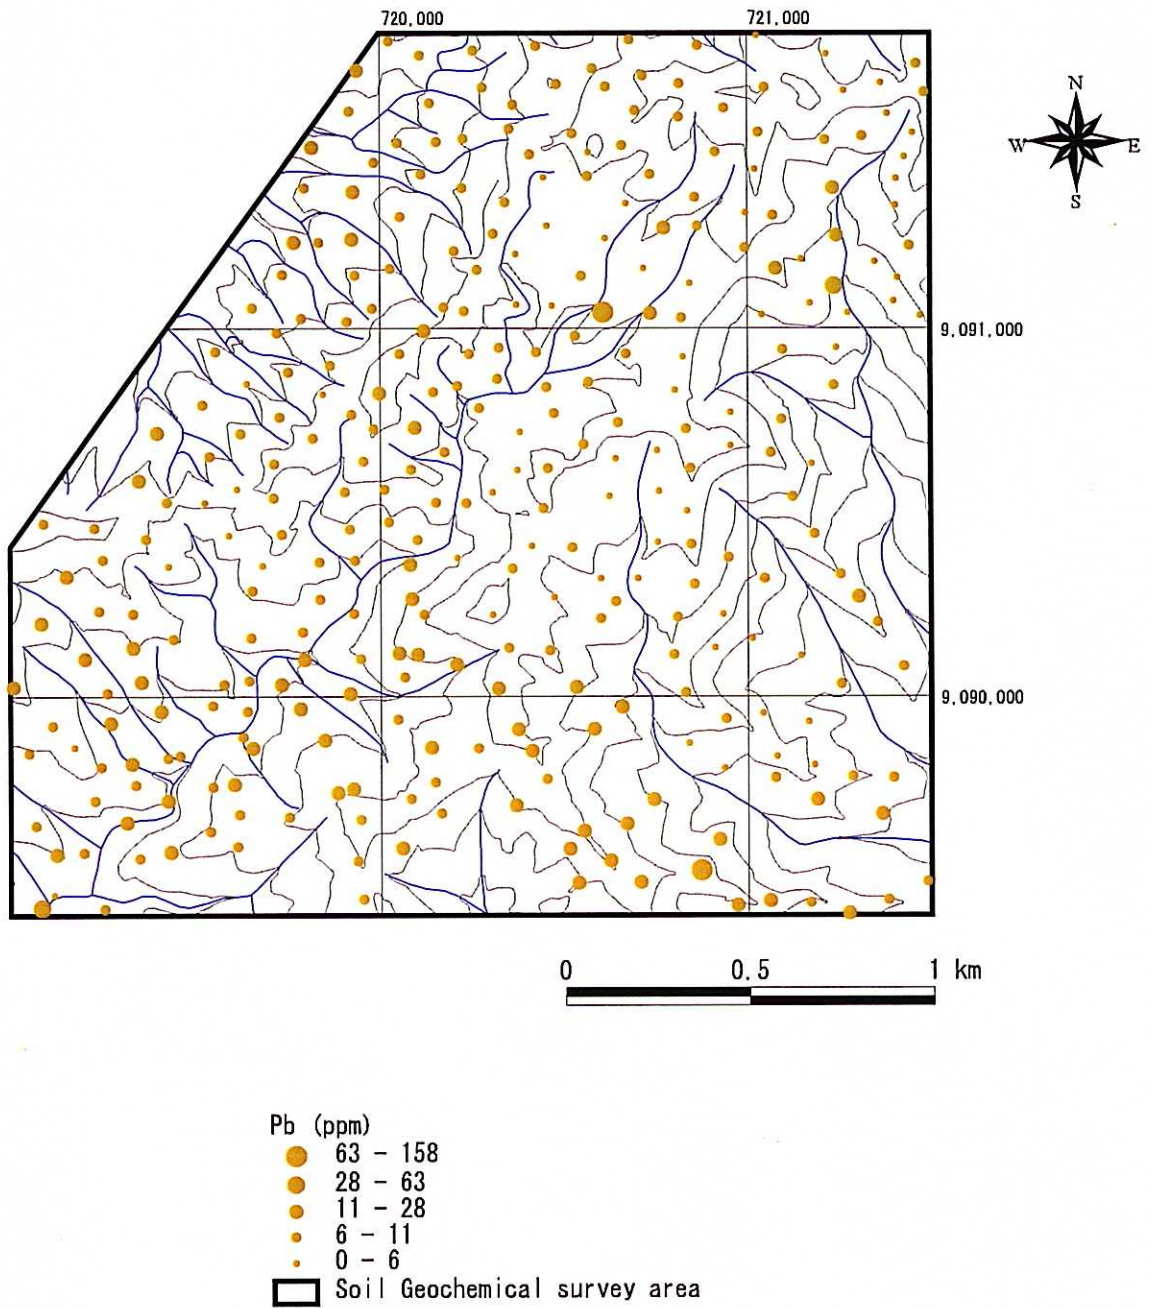 720,000 721,000
N
W E
S
9,091,000
9,090,000
0 0.5 1 km
Pb (ppm)
63 - 158
28 - 63
11 - 28
6 - 11
0 - 6
Soil Geochemical survey area